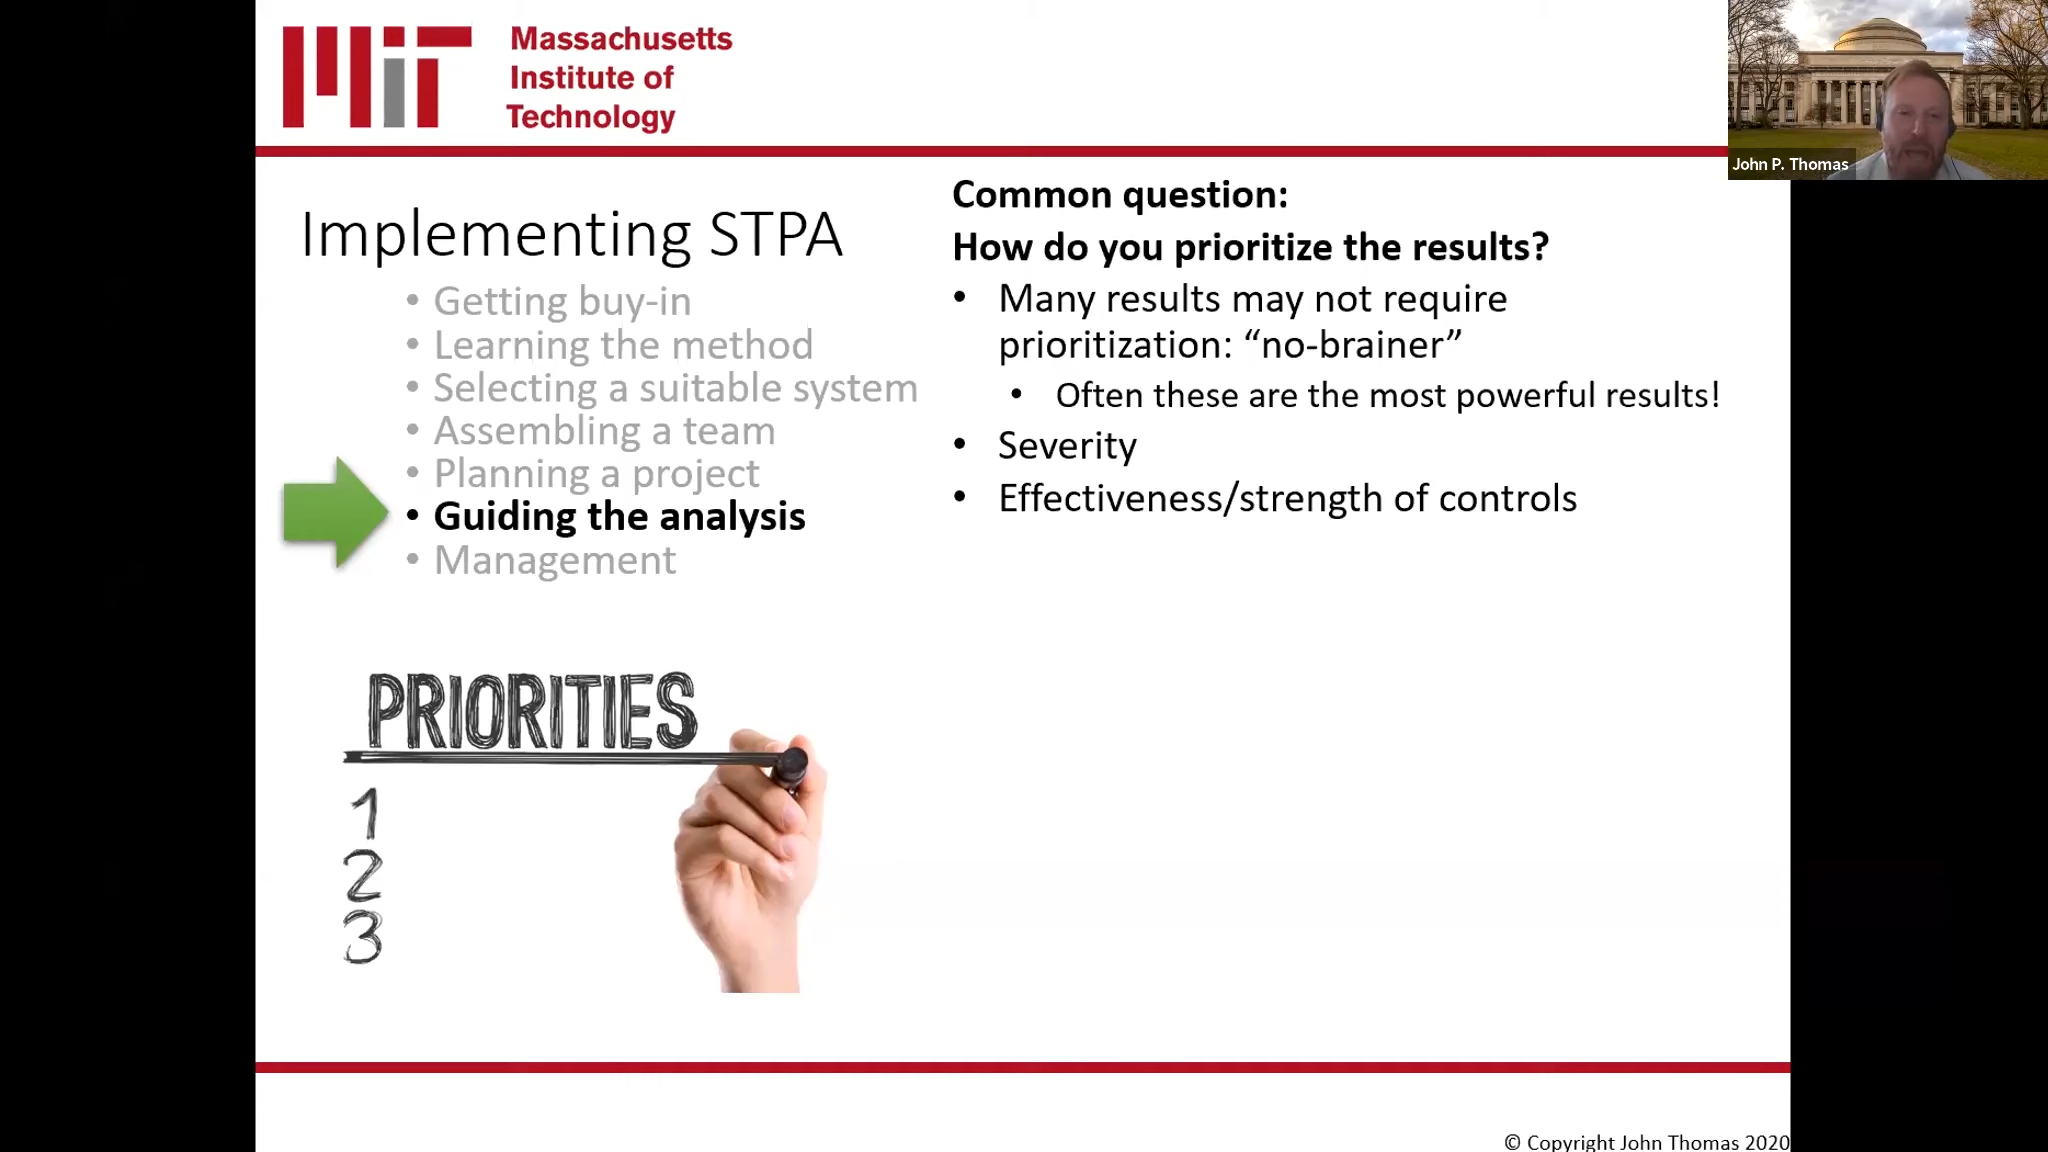 MiT
Massachusetts
Institute of
Technology
John P. Thomas
Implementing STPA
• Getting buy-in
• Learning the method
• Selecting a suitable system
• Assembling a team
• Planning a project
• Guiding the analysis
• Management
PRIORITIES
1
2
3
Common question:
How do you prioritize the results?
• Many results may not require
prioritization: “no-brainer”
• Often these are the most powerful results!
• Severity
• Effectiveness/strength of controls
© Copyright John Thomas 2020